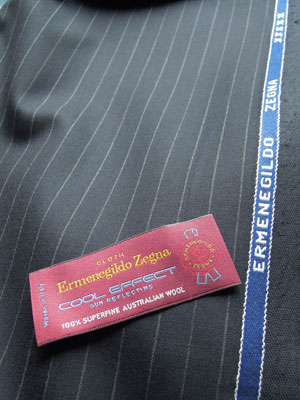 CLOTH
Ermenegildo Zegna
COOL EFFECT
SUN REFLECTING
100% SUPERFINE AUSTRALIAN WOOL
ERMENEGILDO ZEGNA